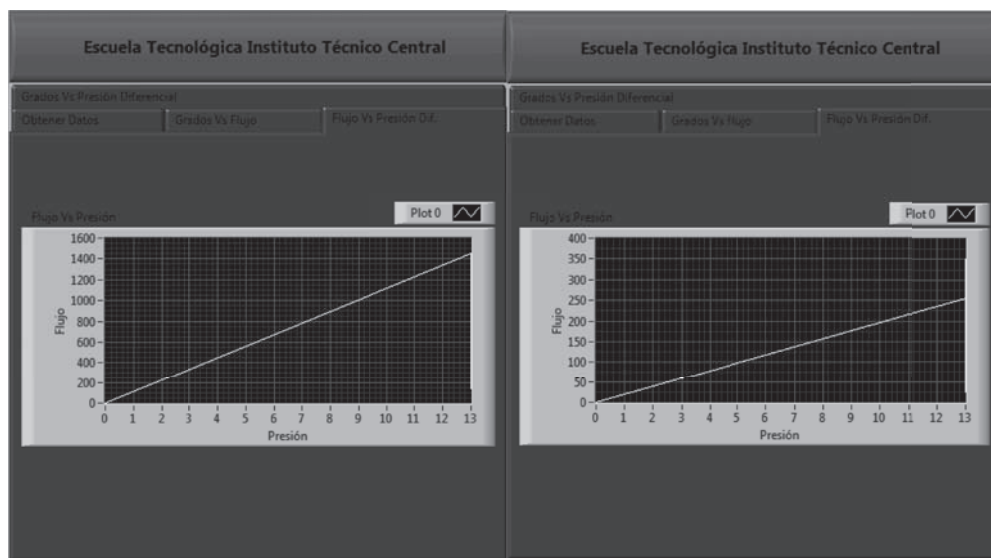 Escuela Tecnológica Instituto Técnico Central
Grados Vs Presión Diferencial
Obtener Datos
Grados Vs Flujo
Flujo Vs Presión Dif.
Flujo Vs Presión
Plot 0
1600
1400
1200
1000
800
600
400
200
0
Flujo
0 1 2 3 4 5 6 7 8 9 10 11 12 13
Presión
Escuela Tecnológica Instituto Técnico Central
Grados Vs Presión Diferencial
Obtener Datos
Grados Vs Flujo
Flujo Vs Presión Dif.
Flujo Vs Presión
Plot 0
400
350
300
250
200
150
100
50
0
Flujo
0 1 2 3 4 5 6 7 8 9 10 11 12 13
Presión